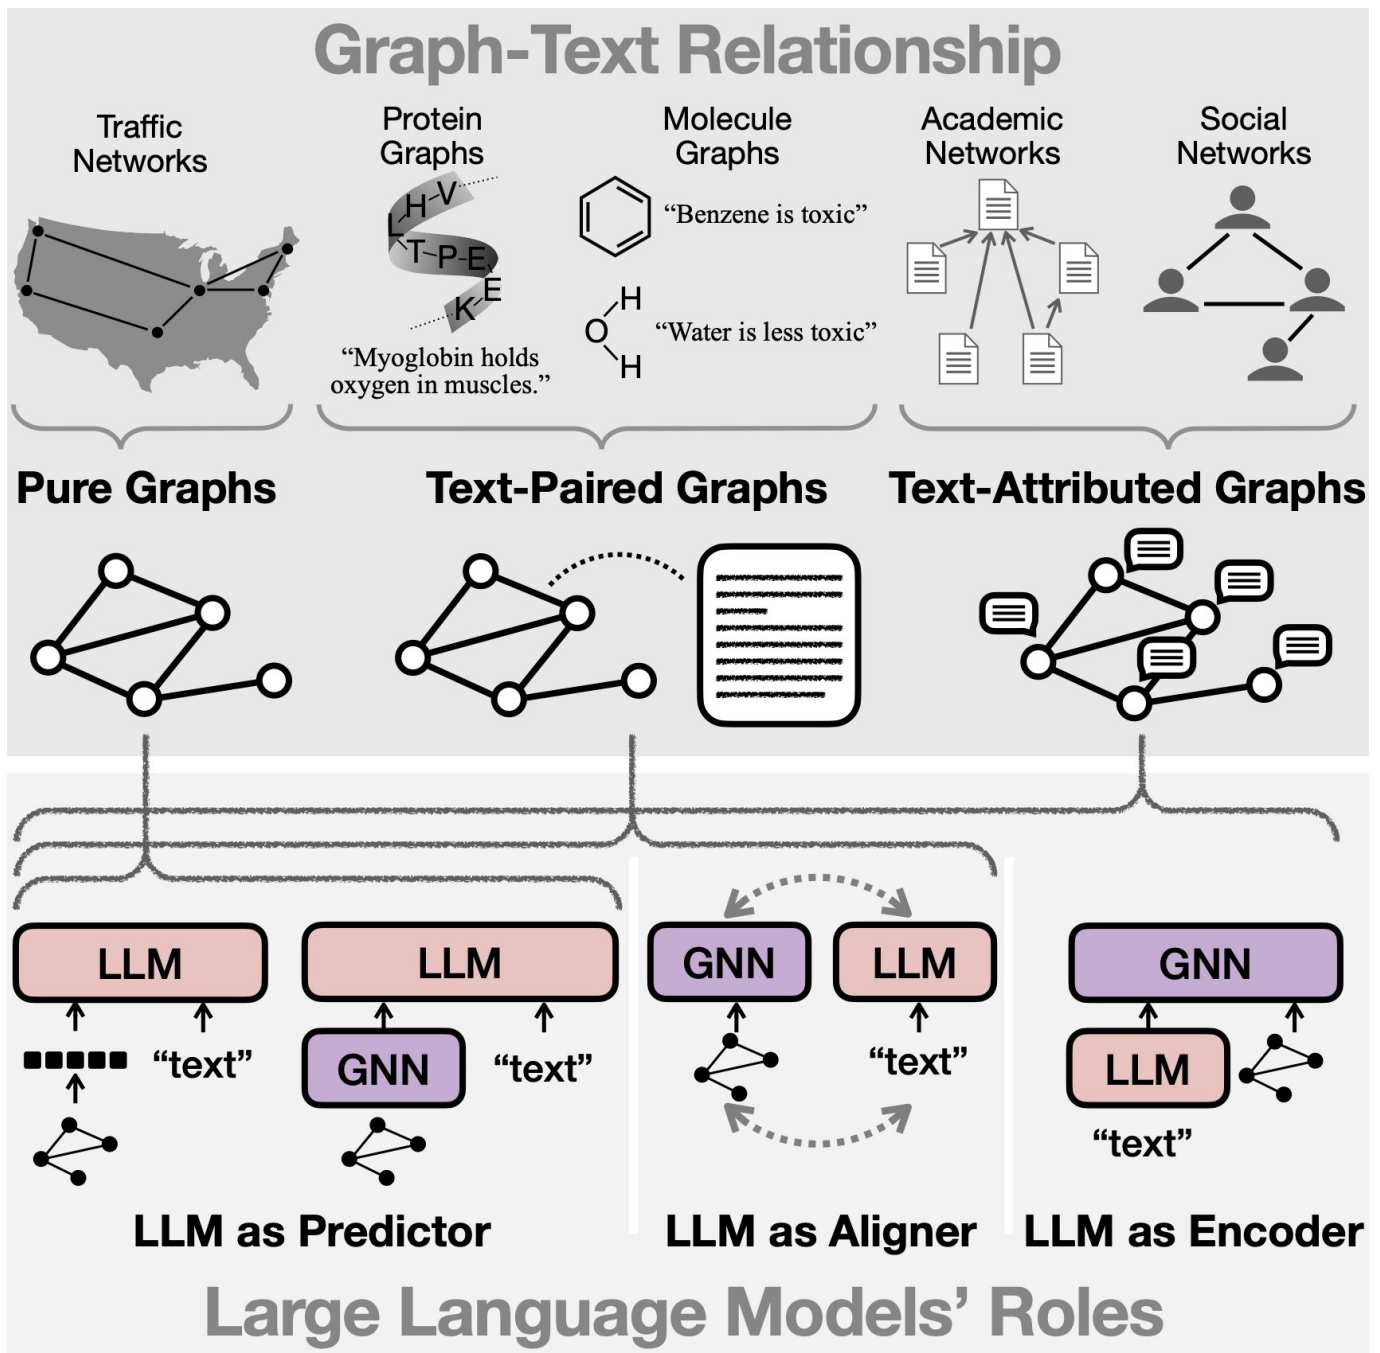 Graph-Text Relationship
Traffic
Networks
Protein
Graphs
Molecule
Graphs
Academic
Networks
Social
Networks
L H V
T P E
E
K
“Myoglobin holds
oxygen in muscles.”
“Benzene is toxic”
H
O
H
“Water is less toxic”
Pure Graphs
Text-Paired Graphs
Text-Attributed Graphs
LLM
“text”
LLM
GNN
“text”
GNN
LLM
“text”
GNN
LLM
“text”
LLM as Predictor
LLM as Aligner
LLM as Encoder
Large Language Models’ Roles